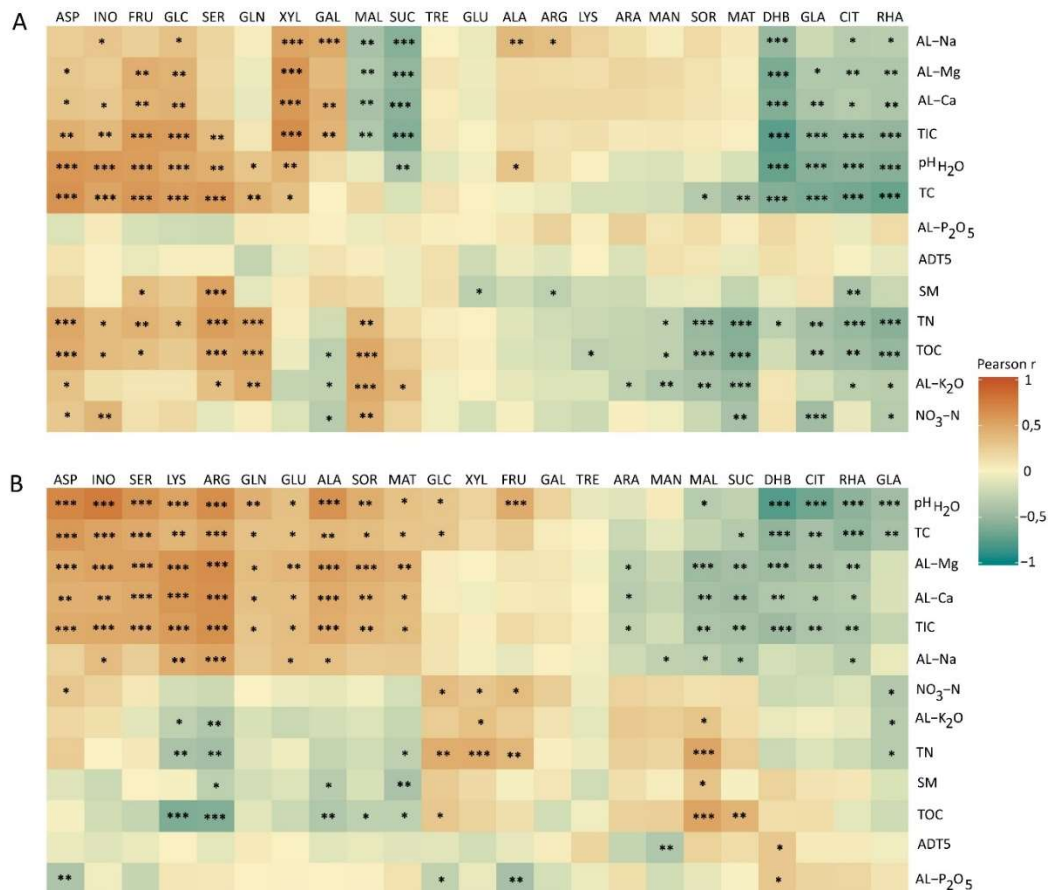 A ASP INO FRU GLC SER GLN XYL GAL MAL SUC TRE GLU ALA ARG LYS ARA MAN SOR MAT DHB GLA CIT RHA
* * *** *** ** *** ** * *** * * AL−Na
* ** ** *** ** *** *** * ** ** AL−Mg
* * ** ** *** ** ** *** *** ** * ** AL−Ca
** ** *** *** ** *** ** ** *** *** *** *** *** TIC
*** *** *** *** ** * ** ** * *** *** *** *** pH H₂O
*** *** *** *** *** ** * * ** *** *** *** *** TC
AL−P₂O₅
ADT5
* *** * * ** SM
*** * ** * *** *** ** * *** *** * ** *** *** TN
*** * * *** *** * *** * * *** *** ** ** *** TOC
* * ** * *** * * ** ** *** * * AL−K₂O
* ** * ** ** *** * NO₃−N
Pearson r
1
0,5
0
−0,5
−1
B ASP INO SER LYS ARG GLN GLU ALA SOR MAT GLC XYL FRU GAL TRE ARA MAN MAL SUC DHB CIT RHA GLA
*** *** *** *** *** ** * *** ** * * *** * *** *** *** *** pH H₂O
*** *** *** ** *** * * ** * * * * *** ** *** ** TC
*** *** *** *** *** * ** *** *** ** * *** ** *** ** ** AL−Mg
** ** *** *** *** * * *** ** * * ** ** ** * * AL−Ca
*** *** *** *** *** * * *** ** * * ** ** *** ** ** TIC
* ** *** * * * * * * AL−Na
* * * * * NO₃−N
* ** * * * AL−K₂O
** ** * ** *** ** *** * TN
* * ** * SM
*** *** ** * * * *** ** TOC
** * ADT5
** * ** * AL−P₂O₅